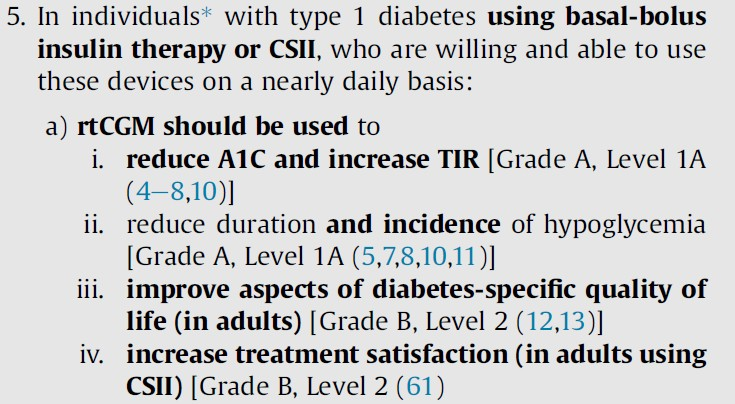 5. In individuals* with type 1 diabetes using basal-bolus
insulin therapy or CSII, who are willing and able to use
these devices on a nearly daily basis:
a) rtCGM should be used to
i. reduce A1C and increase TIR [Grade A, Level 1A
(4–8,10)]
ii. reduce duration and incidence of hypoglycemia
[Grade A, Level 1A (5,7,8,10,11)]
iii. improve aspects of diabetes-specific quality of
life (in adults) [Grade B, Level 2 (12,13)]
iv. increase treatment satisfaction (in adults using
CSII) [Grade B, Level 2 (61)